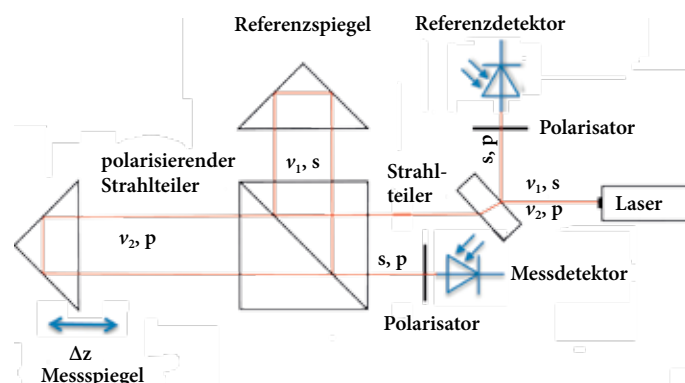 Referenzspiegel
Referenzdetektor
Polarisator
s, p
polarisierender
Strahlteiler
ν₁, s
Strahl-
teiler
ν₁, s
ν₂, p
Laser
ν₂, p
s, p
Messdetektor
Polarisator
Δz
Messspiegel